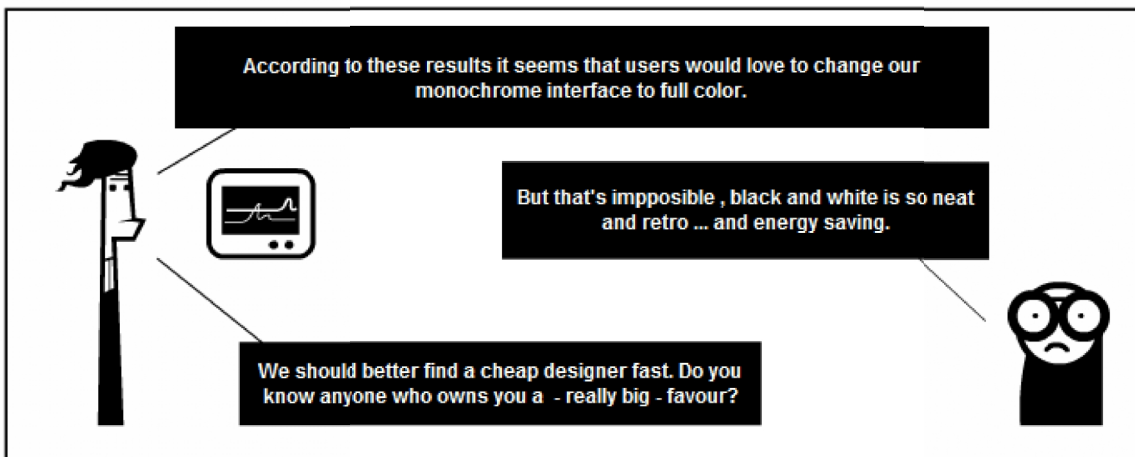 According to these results it seems that users would love to change our
monochrome interface to full color.
But that's impposible , black and white is so neat
and retro ... and energy saving.
We should better find a cheap designer fast. Do you
know anyone who owns you a - really big - favour?